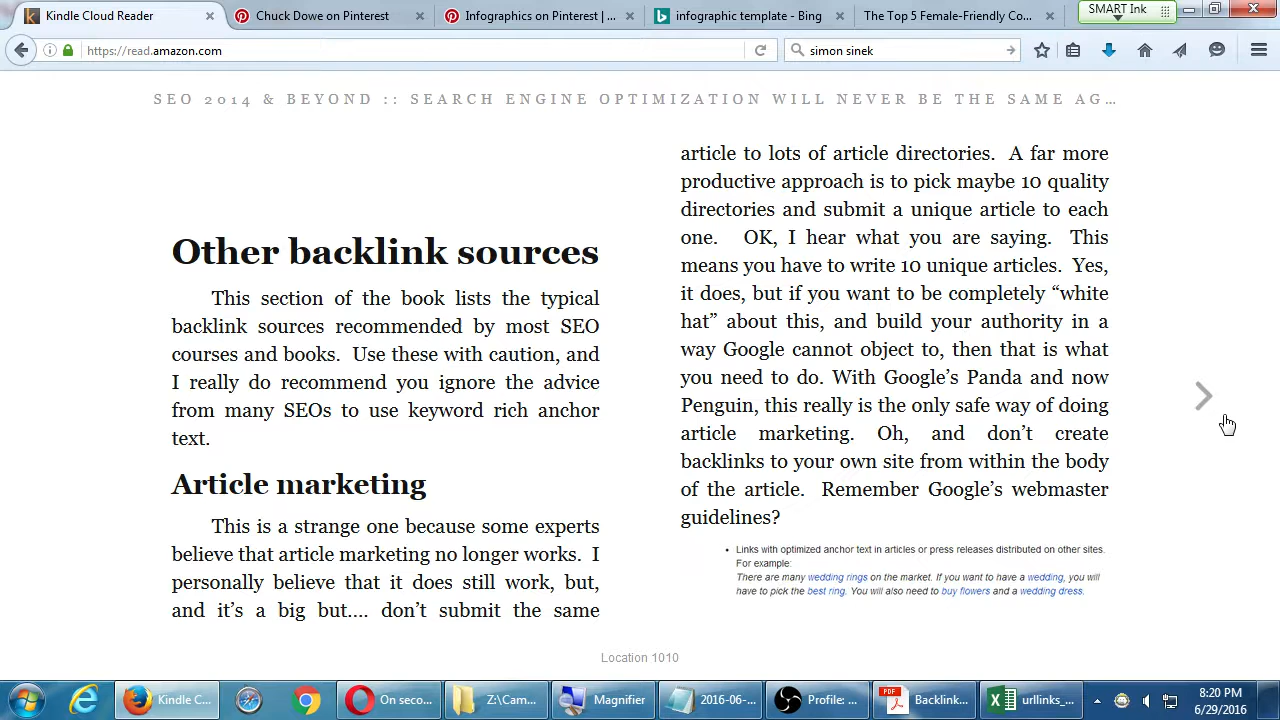 Kindle Cloud Reader
Chuck Dowe on Pinterest
Infographics on Pinterest | ...
infographic template - Bing
The Top 5 Female-Friendly Co...
SMART Ink
https://read.amazon.com
simon sinek
SEO 2014 & BEYOND :: SEARCH ENGINE OPTIMIZATION WILL NEVER BE THE SAME AG...
Other backlink sources
This section of the book lists the typical
backlink sources recommended by most SEO
courses and books. Use these with caution, and
I really do recommend you ignore the advice
from many SEOs to use keyword rich anchor
text.
Article marketing
This is a strange one because some experts
believe that article marketing no longer works. I
personally believe that it does still work, but,
and it's a big but.... don't submit the same
article to lots of article directories. A far more
productive approach is to pick maybe 10 quality
directories and submit a unique article to each
one. OK, I hear what you are saying. This
means you have to write 10 unique articles. Yes,
it does, but if you want to be completely “white
hat” about this, and build your authority in a
way Google cannot object to, then that is what
you need to do. With Google's Panda and now
Penguin, this really is the only safe way of doing
article marketing. Oh, and don't create
backlinks to your own site from within the body
of the article. Remember Google's webmaster
guidelines?
• Links with optimized anchor text in articles or press releases distributed on other sites.
For example:
There are many wedding rings on the market. If you want to have a wedding, you will
have to pick the best ring. You will also need to buy flowers and a wedding dress.
Location 1010
Kindle C...
On seco...
Z:\Cam...
Magnifier
2016-06-...
Profile: ...
PDF
Backlink...
urllinks_...
8:20 PM
6/29/2016